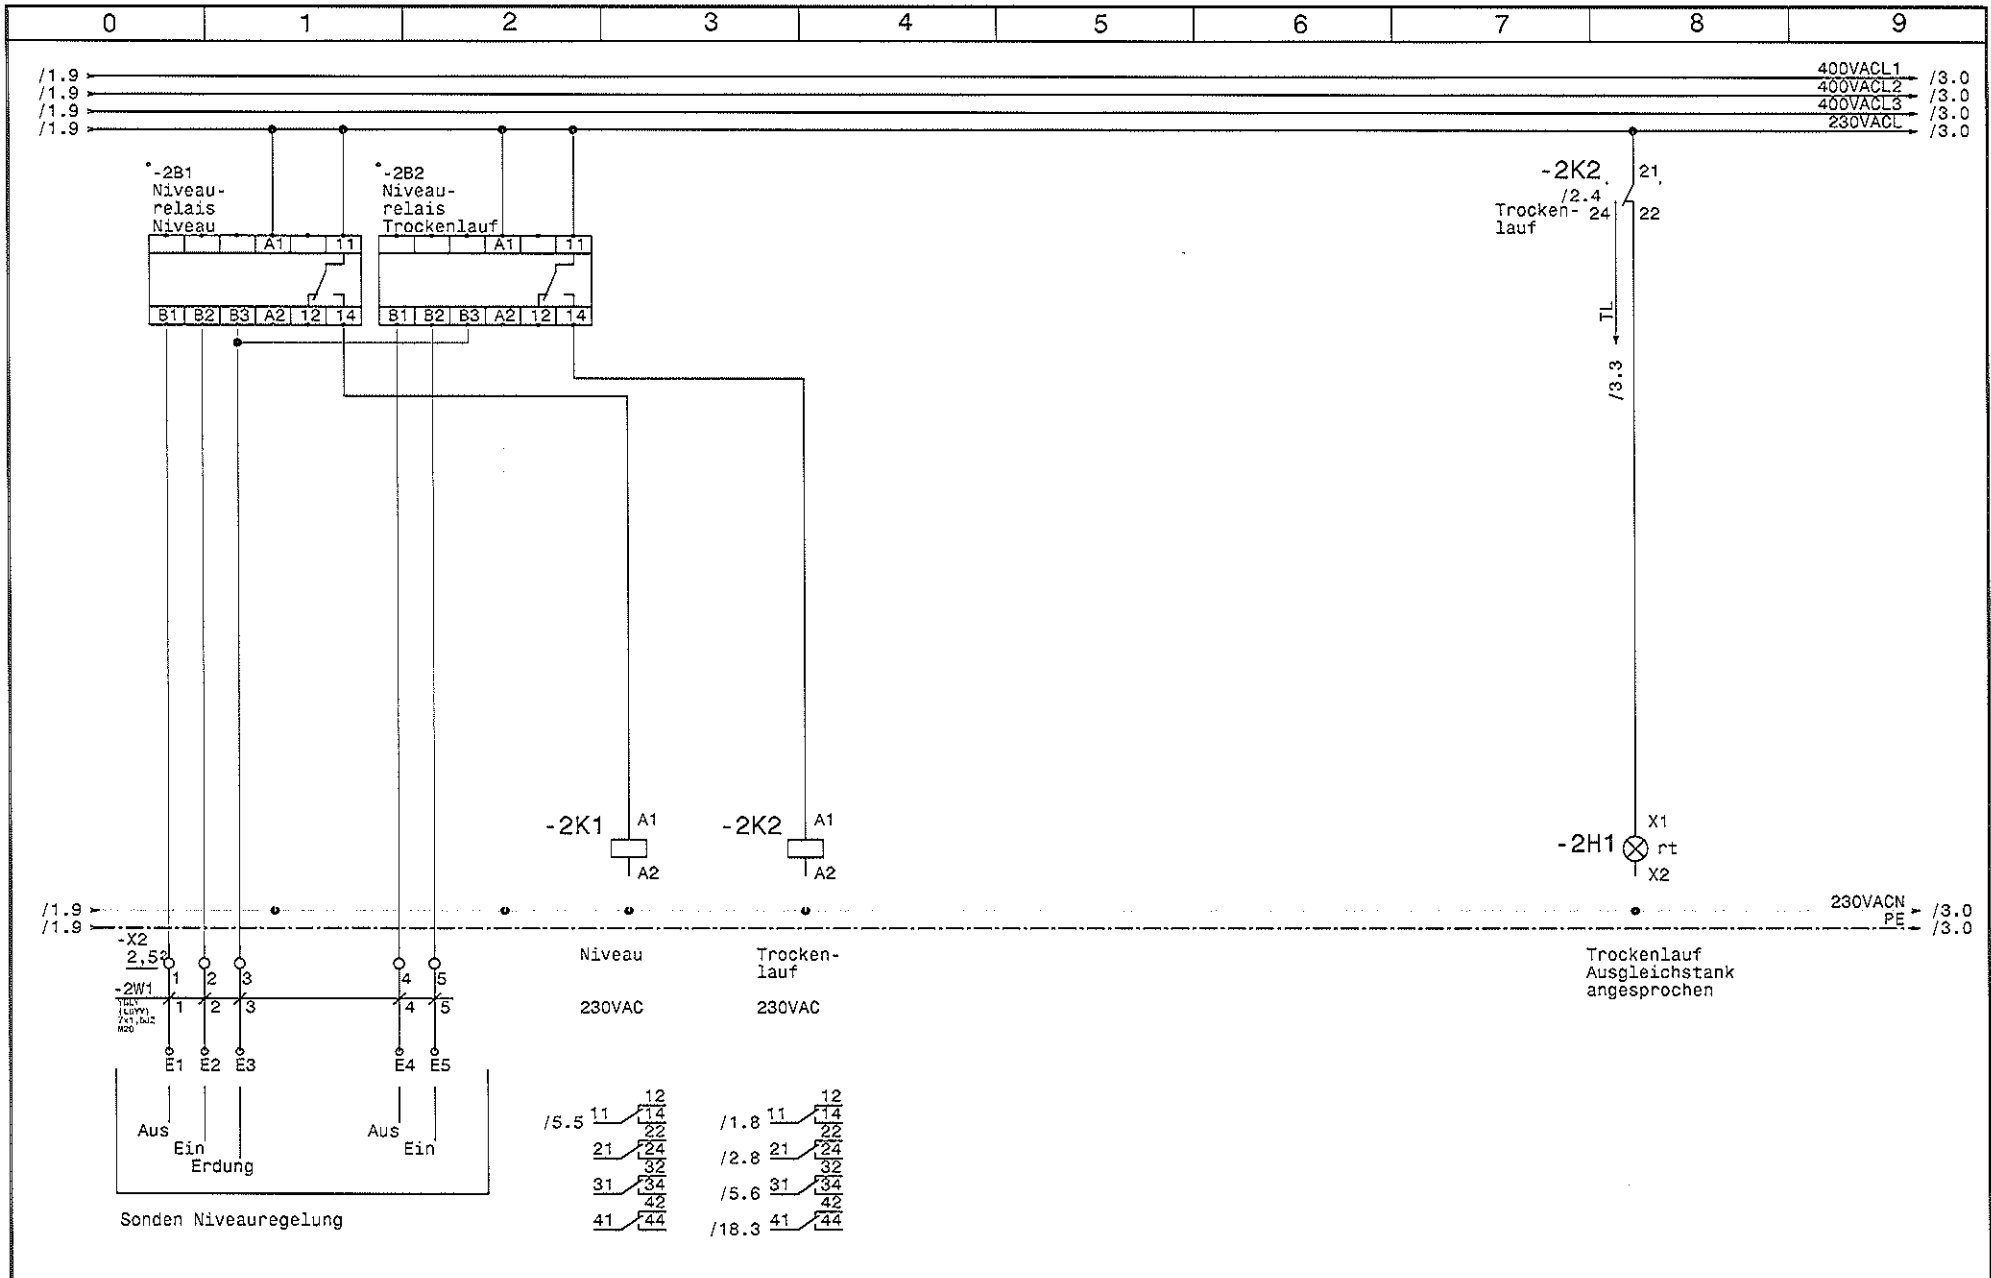 0 1 2 3 4 5 6 7 8 9
/1.9 400VACL1 /3.0
/1.9 400VACL2 /3.0
/1.9 400VACL3 /3.0
/1.9 230VACL /3.0
-2B1
Niveau-
relais
Niveau
-2B2
Niveau-
relais
Trockenlauf
-2K2
/2.4
Trocken-
lauf
21
24 22
A1 11
A1 11
B1 B2 B3 A2 12 14
B1 B2 B3 A2 12 14
TL
/3.3
-2K1 A1
A2
-2K2 A1
A2
-2H1 X1
rt
X2
/1.9 230VACN /3.0
/1.9 PE /3.0
-X2
2,5²
1 2 3 4 5
-2W1
1 2 3 4 5
M20
E1 E2 E3 E4 E5
Aus
Ein
Erdung
Aus
Ein
Sonden Niveauregelung
Niveau
230VAC
Trocken-
lauf
230VAC
Trockenlauf
Ausgleichstank
angesprochen
12
/5.5 11 14
22
21 24
32
31 34
42
41 44
12
/1.8 11 14
22
/2.8 21 24
32
/5.6 31 34
42
/18.3 41 44